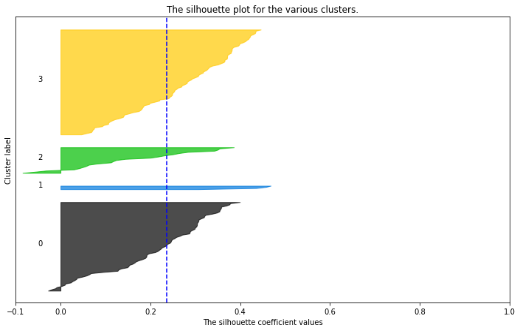 The silhouette plot for the various clusters.
Cluster label
3
2
1
0
−0.1 0.0 0.2 0.4 0.6 0.8 1.0
The silhouette coefficient values